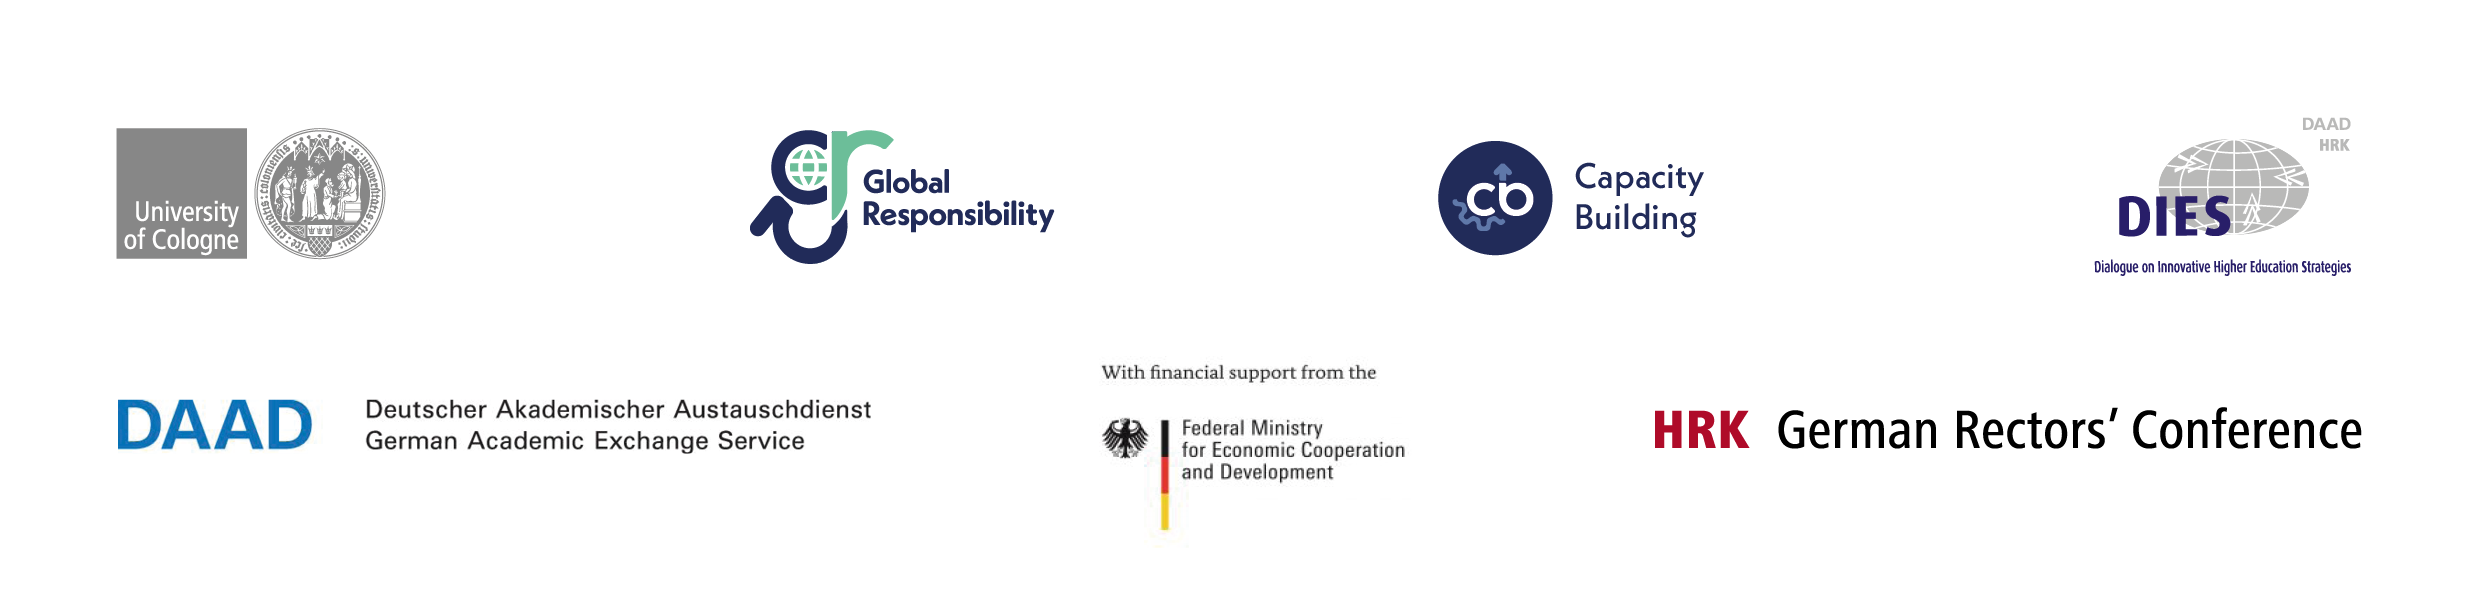 University
of Cologne
gr
Global
Responsibility
cb
Capacity
Building
DAAD
HRK
DIES
Dialogue on Innovative Higher Education Strategies
DAAD
Deutscher Akademischer Austauschdienst
German Academic Exchange Service
With financial support from the
Federal Ministry
for Economic Cooperation
and Development
HRK German Rectors’ Conference